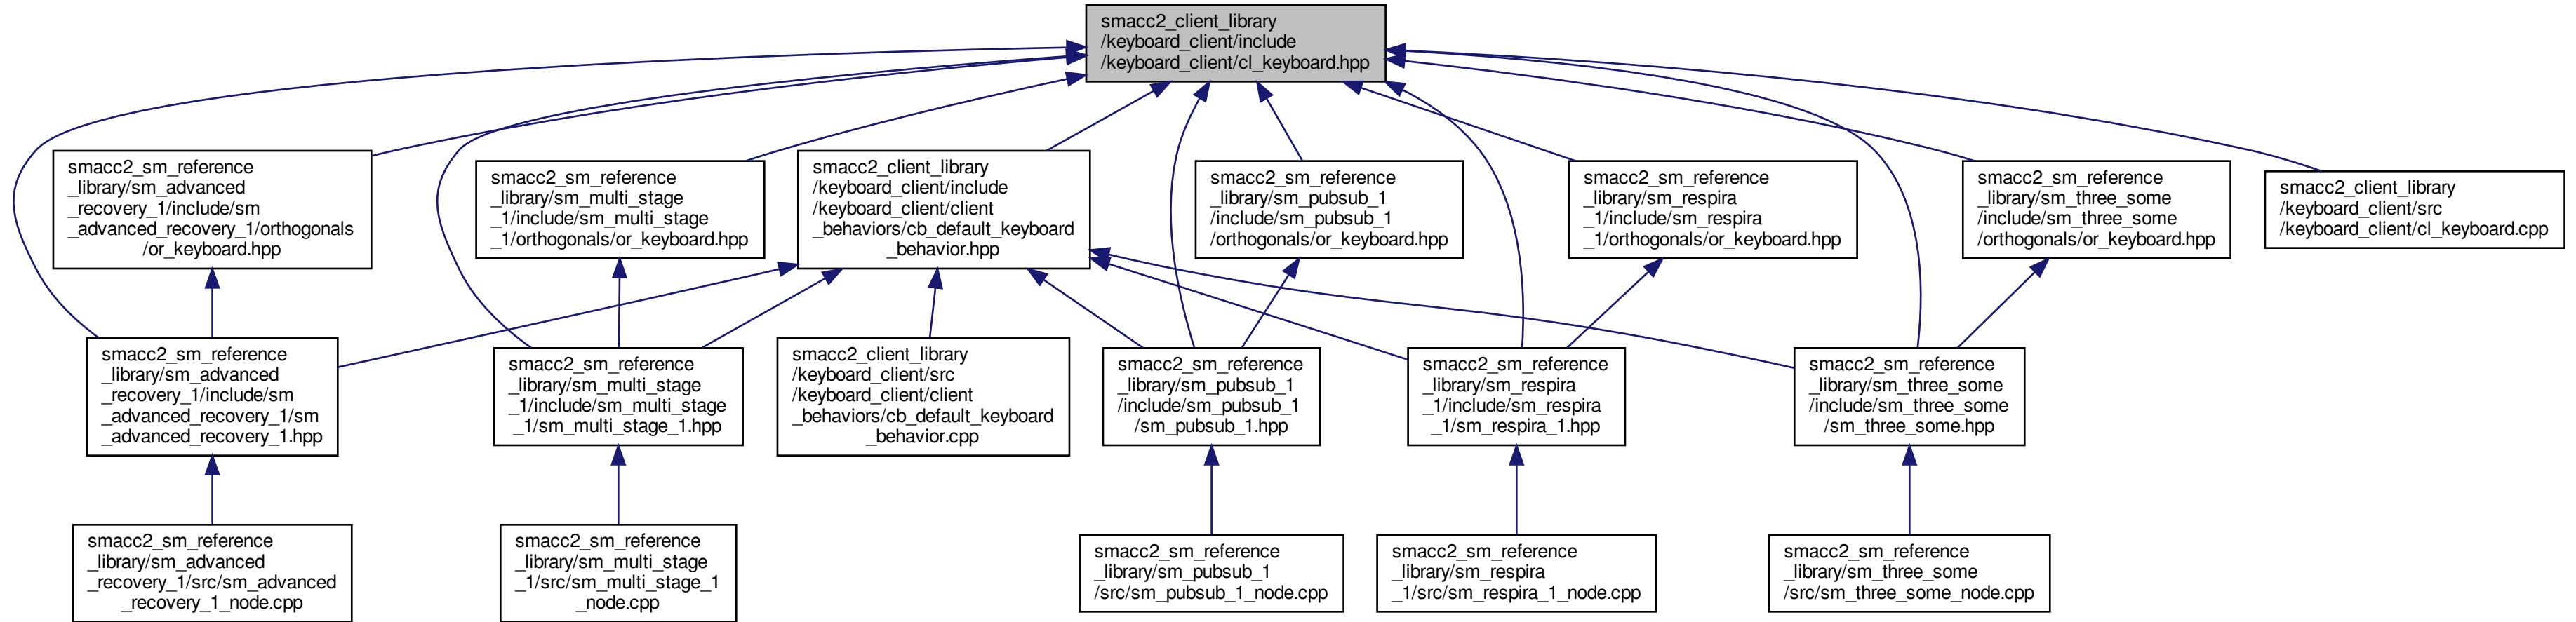 smacc2_client_library
/keyboard_client/include
/keyboard_client/cl_keyboard.hpp
smacc2_sm_reference
_library/sm_advanced
_recovery_1/include/sm
_advanced_recovery_1/orthogonals
/or_keyboard.hpp
smacc2_sm_reference
_library/sm_multi_stage
_1/include/sm_multi_stage
_1/orthogonals/or_keyboard.hpp
smacc2_client_library
/keyboard_client/include
/keyboard_client/client
_behaviors/cb_default_keyboard
_behavior.hpp
smacc2_sm_reference
_library/sm_pubsub_1
/include/sm_pubsub_1
/orthogonals/or_keyboard.hpp
smacc2_sm_reference
_library/sm_respira
_1/include/sm_respira
_1/orthogonals/or_keyboard.hpp
smacc2_sm_reference
_library/sm_three_some
/include/sm_three_some
/orthogonals/or_keyboard.hpp
smacc2_client_library
/keyboard_client/src
/keyboard_client/cl_keyboard.cpp
smacc2_sm_reference
_library/sm_advanced
_recovery_1/include/sm
_advanced_recovery_1/sm
_advanced_recovery_1.hpp
smacc2_sm_reference
_library/sm_multi_stage
_1/include/sm_multi_stage
_1/sm_multi_stage_1.hpp
smacc2_client_library
/keyboard_client/src
/keyboard_client/client
_behaviors/cb_default_keyboard
_behavior.cpp
smacc2_sm_reference
_library/sm_pubsub_1
/include/sm_pubsub_1
/sm_pubsub_1.hpp
smacc2_sm_reference
_library/sm_respira
_1/include/sm_respira
_1/sm_respira_1.hpp
smacc2_sm_reference
_library/sm_three_some
/include/sm_three_some
/sm_three_some.hpp
smacc2_sm_reference
_library/sm_advanced
_recovery_1/src/sm_advanced
_recovery_1_node.cpp
smacc2_sm_reference
_library/sm_multi_stage
_1/src/sm_multi_stage_1
_node.cpp
smacc2_sm_reference
_library/sm_pubsub_1
/src/sm_pubsub_1_node.cpp
smacc2_sm_reference
_library/sm_respira
_1/src/sm_respira_1_node.cpp
smacc2_sm_reference
_library/sm_three_some
/src/sm_three_some_node.cpp